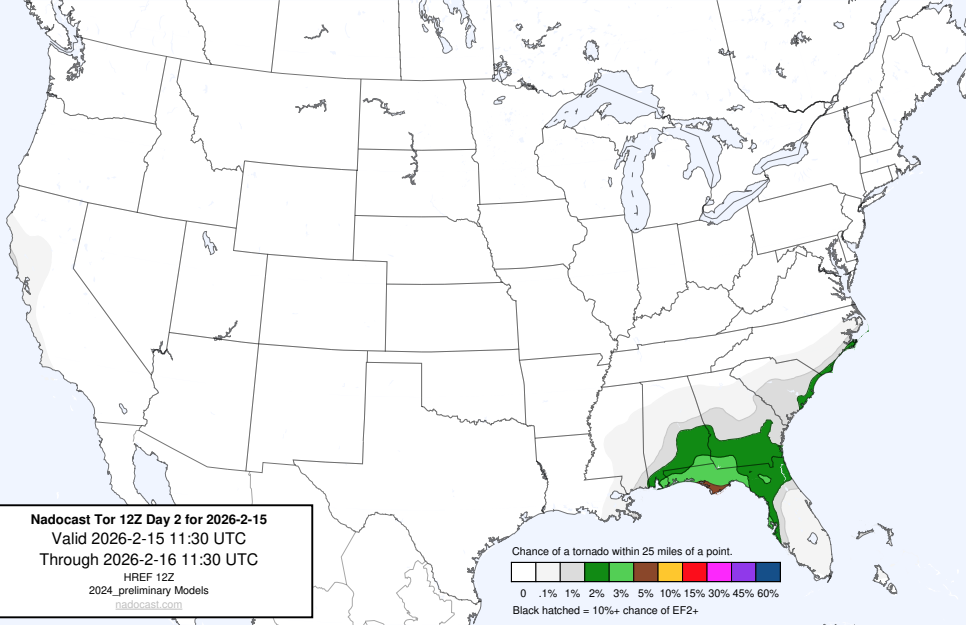 Nadocast Tor 12Z Day 2 for 2026-2-15
Valid 2026-2-15 11:30 UTC
Through 2026-2-16 11:30 UTC
HREF 12Z
2024_preliminary Models
nadocast.com
Chance of a tornado within 25 miles of a point.
0 .1% 1% 2% 3% 5% 10% 15% 30% 45% 60%
Black hatched = 10%+ chance of EF2+